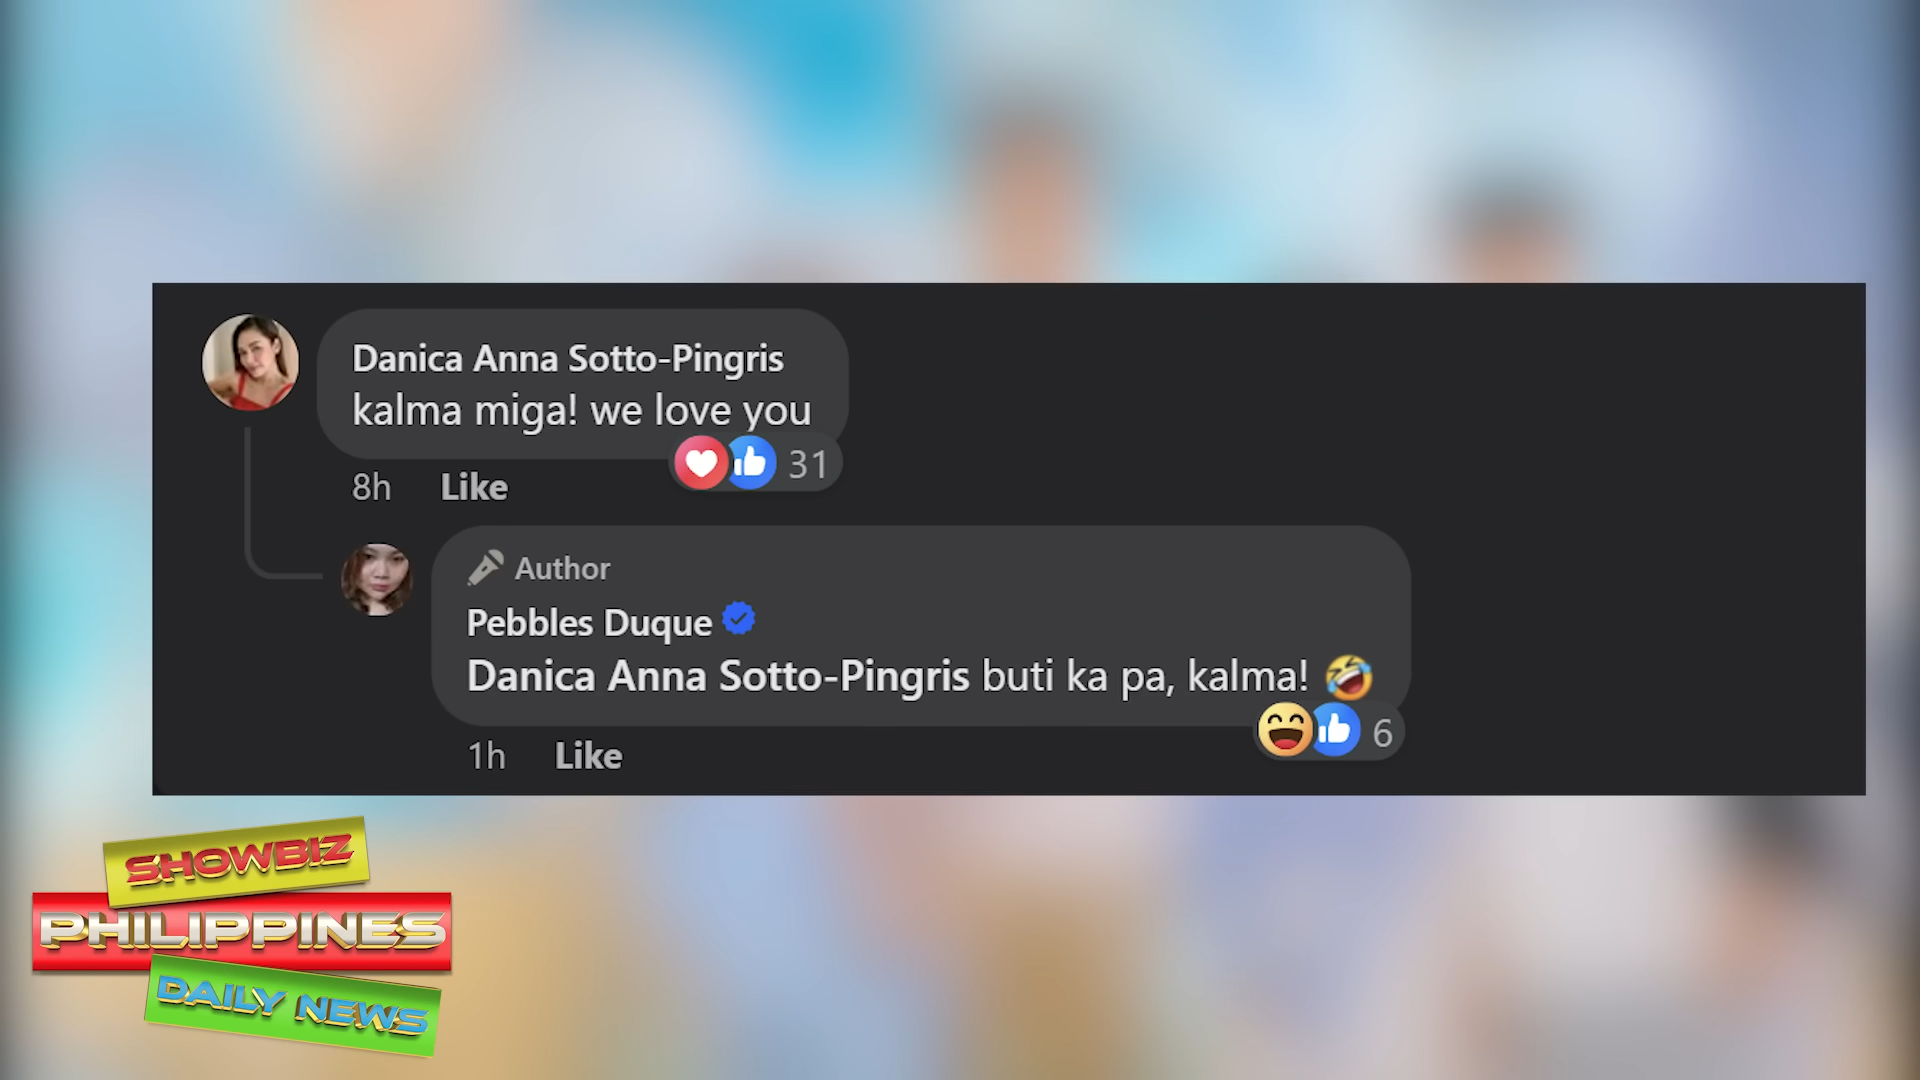 Danica Anna Sotto-Pingris
kalma miga! we love you
31
8h Like
Author
Pebbles Duque
Danica Anna Sotto-Pingris buti ka pa, kalma! 🤣
6
1h Like
SHOWBIZ
PHILIPPINES
DAILY NEWS